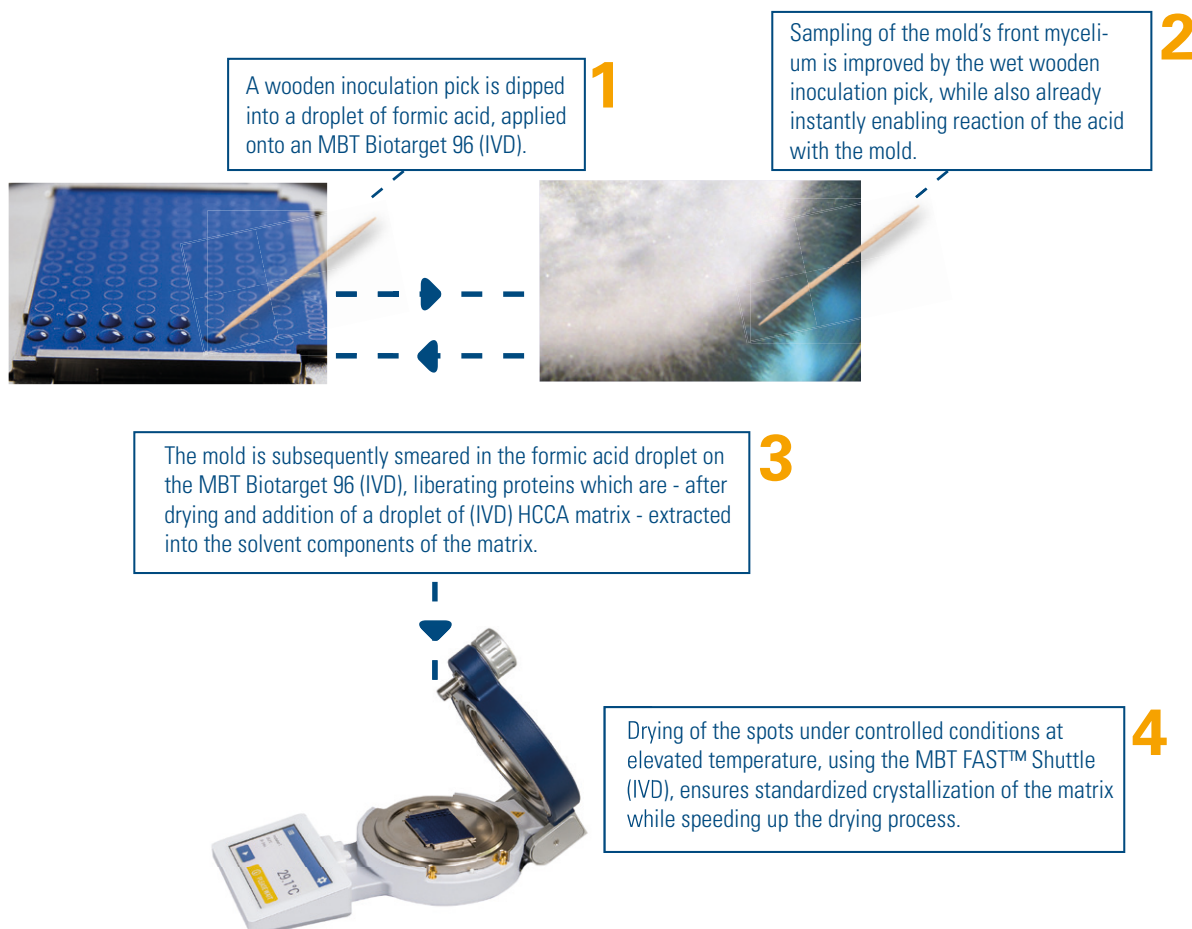 A wooden inoculation pick is dipped
into a droplet of formic acid, applied
onto an MBT Biotarget 96 (IVD).
1
Sampling of the mold's front myceli-
um is improved by the wet wooden
inoculation pick, while also already
instantly enabling reaction of the acid
with the mold.
2
A B C D E F G H
The mold is subsequently smeared in the formic acid droplet on
the MBT Biotarget 96 (IVD), liberating proteins which are - after
drying and addition of a droplet of (IVD) HCCA matrix - extracted
into the solvent components of the matrix.
3
29.1°C
Drying of the spots under controlled conditions at
elevated temperature, using the MBT FAST™ Shuttle
(IVD), ensures standardized crystallization of the matrix
while speeding up the drying process.
4